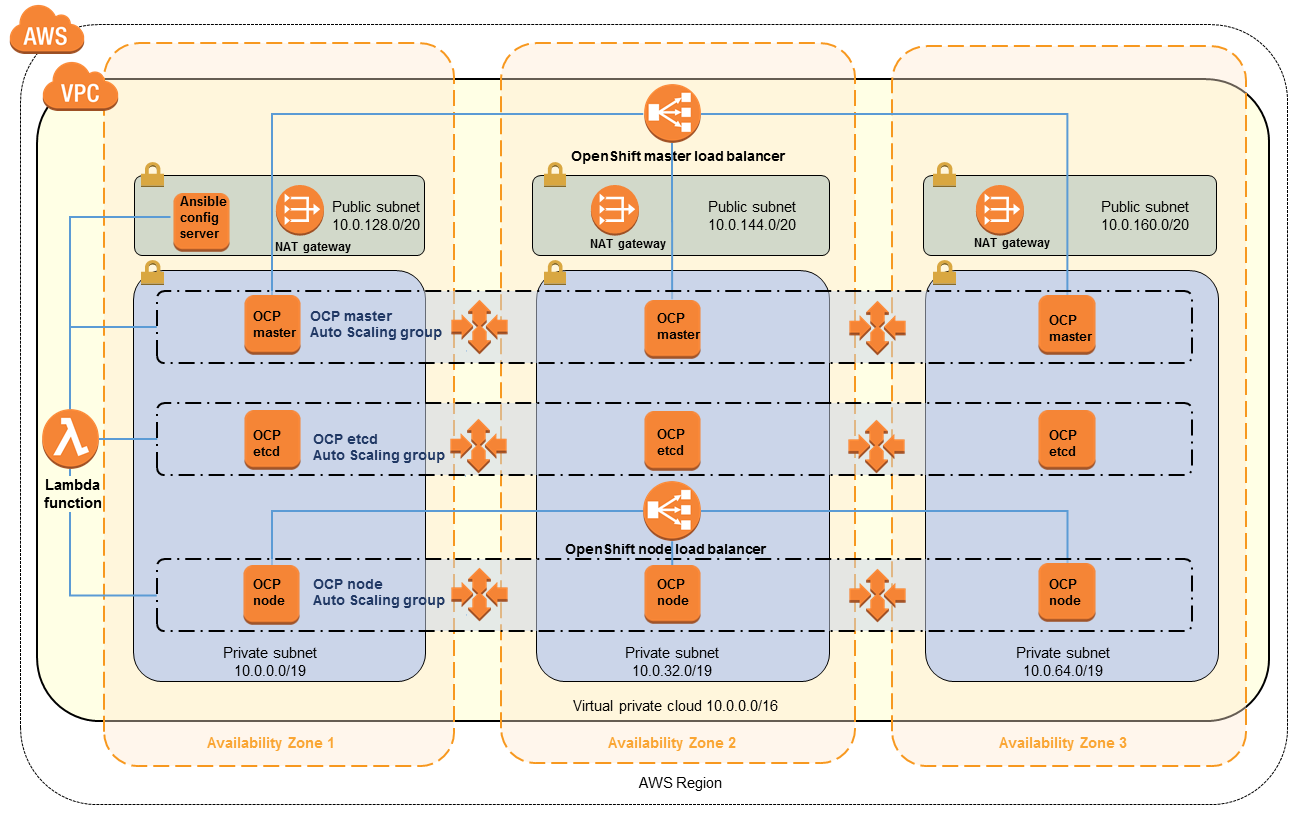 AWS
VPC
OpenShift master load balancer
Ansible
config
server
NAT gateway
Public subnet
10.0.128.0/20
NAT gateway
Public subnet
10.0.144.0/20
NAT gateway
Public subnet
10.0.160.0/20
OCP
master
OCP master
Auto Scaling group
OCP
master
OCP
master
Lambda
function
OCP
etcd
OCP etcd
Auto Scaling group
OCP
etcd
OCP
etcd
OpenShift node load balancer
OCP
node
OCP node
Auto Scaling group
OCP
node
OCP
node
Private subnet
10.0.0.0/19
Private subnet
10.0.32.0/19
Private subnet
10.0.64.0/19
Virtual private cloud 10.0.0.0/16
Availability Zone 1
Availability Zone 2
Availability Zone 3
AWS Region